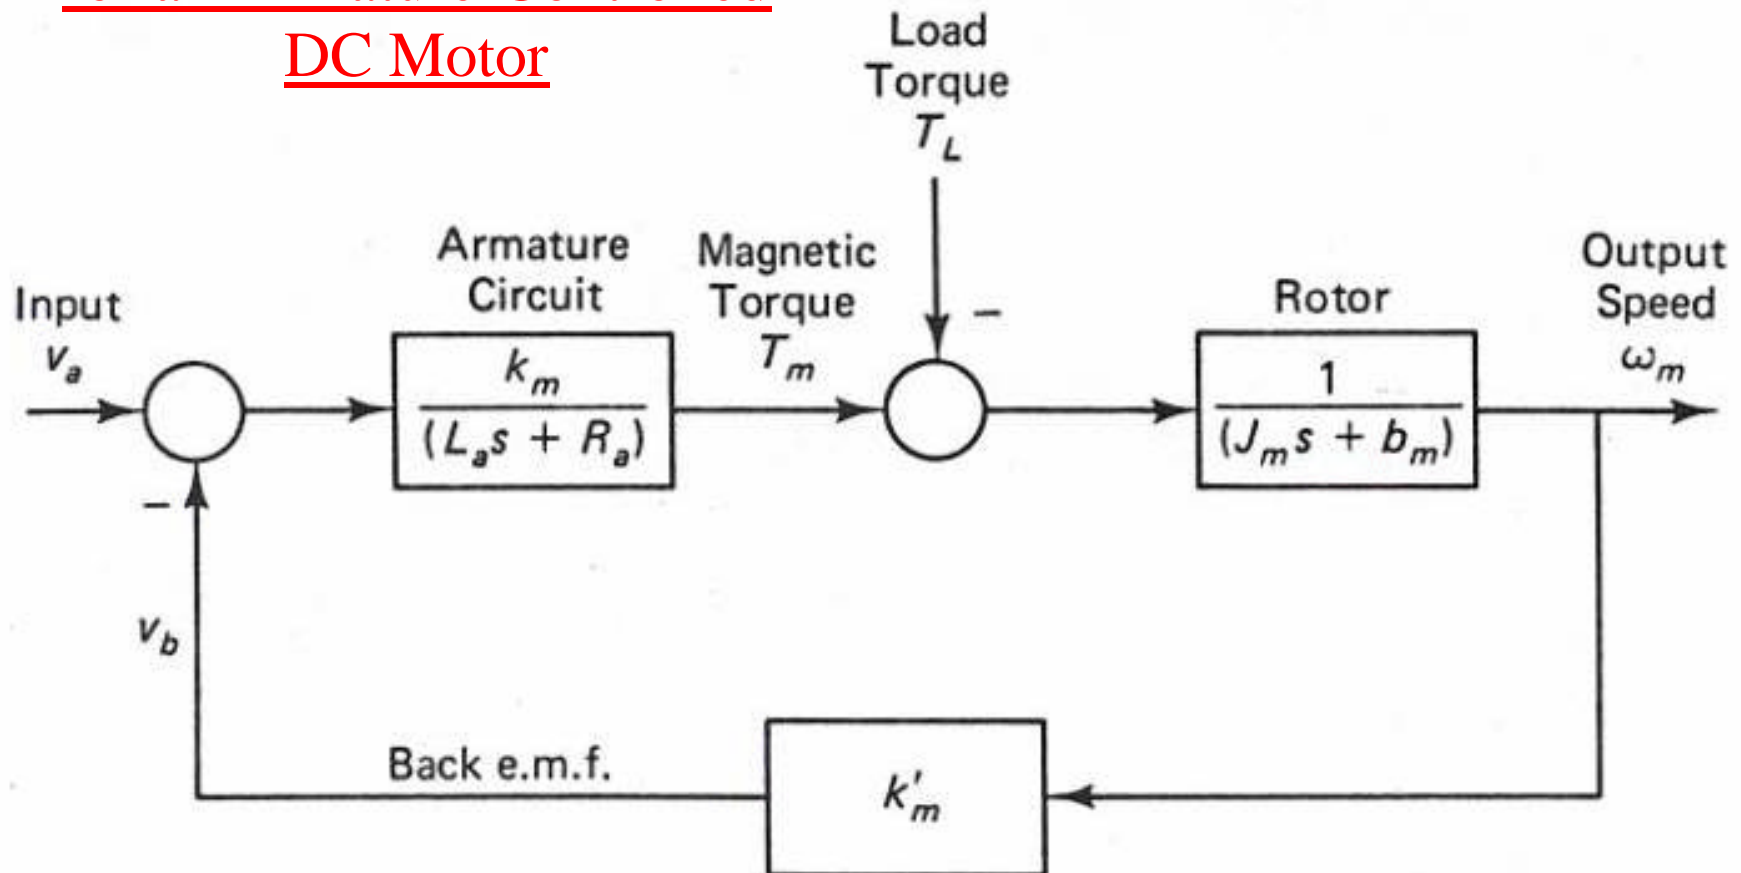 DC Motor
Load
Torque
T_L
Armature
Circuit
Magnetic
Torque
T_m
Input
v_a
Rotor
Output
Speed
ω_m
k_m
(L_a s + R_a)
1
(J_m s + b_m)
−
−
v_b
Back e.m.f.
k'_m